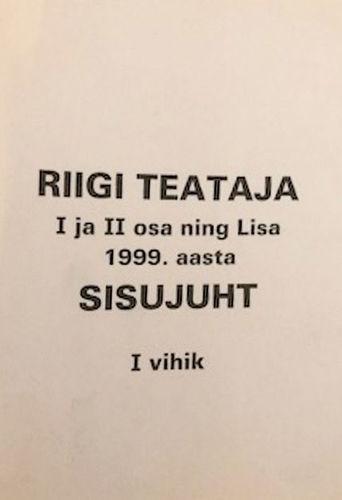 RIIGI TEATAJA
I ja II osa ning Lisa
1999. aasta
SISUJUHT
I vihik